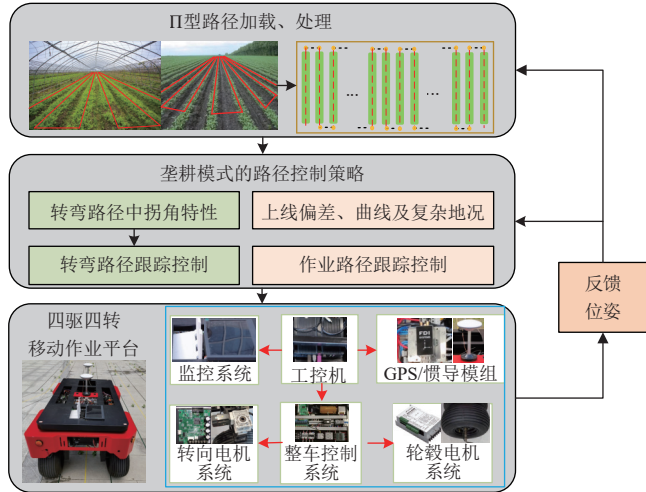 Π型路径加载、处理
...
...
...
垄耕模式的路径控制策略
转弯路径中拐角特性
上线偏差、曲线及复杂地况
转弯路径跟踪控制
作业路径跟踪控制
反馈
位姿
四驱四转
移动作业平台
监控系统
工控机
FDI
GPS/惯导模组
转向电机
系统
整车控制
系统
轮毂电机
系统